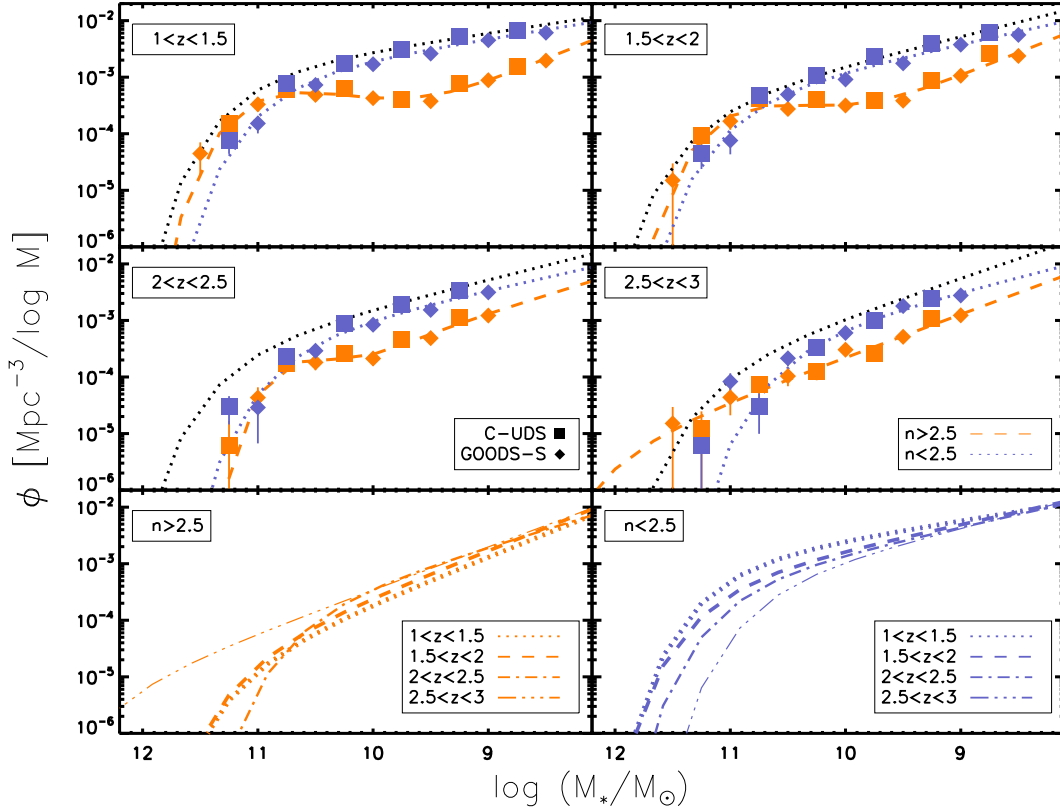 10⁻² 1<z<1.5 1.5<z<2
10⁻³
10⁻⁴
10⁻⁵
10⁻⁶
10⁻² 2<z<2.5 2.5<z<3
10⁻³
10⁻⁴
10⁻⁵ C-UDS n>2.5
GOODS-S n<2.5
10⁻⁶
10⁻² n>2.5 n<2.5
10⁻³
10⁻⁴
1<z<1.5 1<z<1.5
10⁻⁵ 1.5<z<2 1.5<z<2
2<z<2.5 2<z<2.5
10⁻⁶ 2.5<z<3 2.5<z<3
12 11 10 9 12 11 10 9
log (M_*/M_⊙)
ϕ [Mpc⁻³/log M]